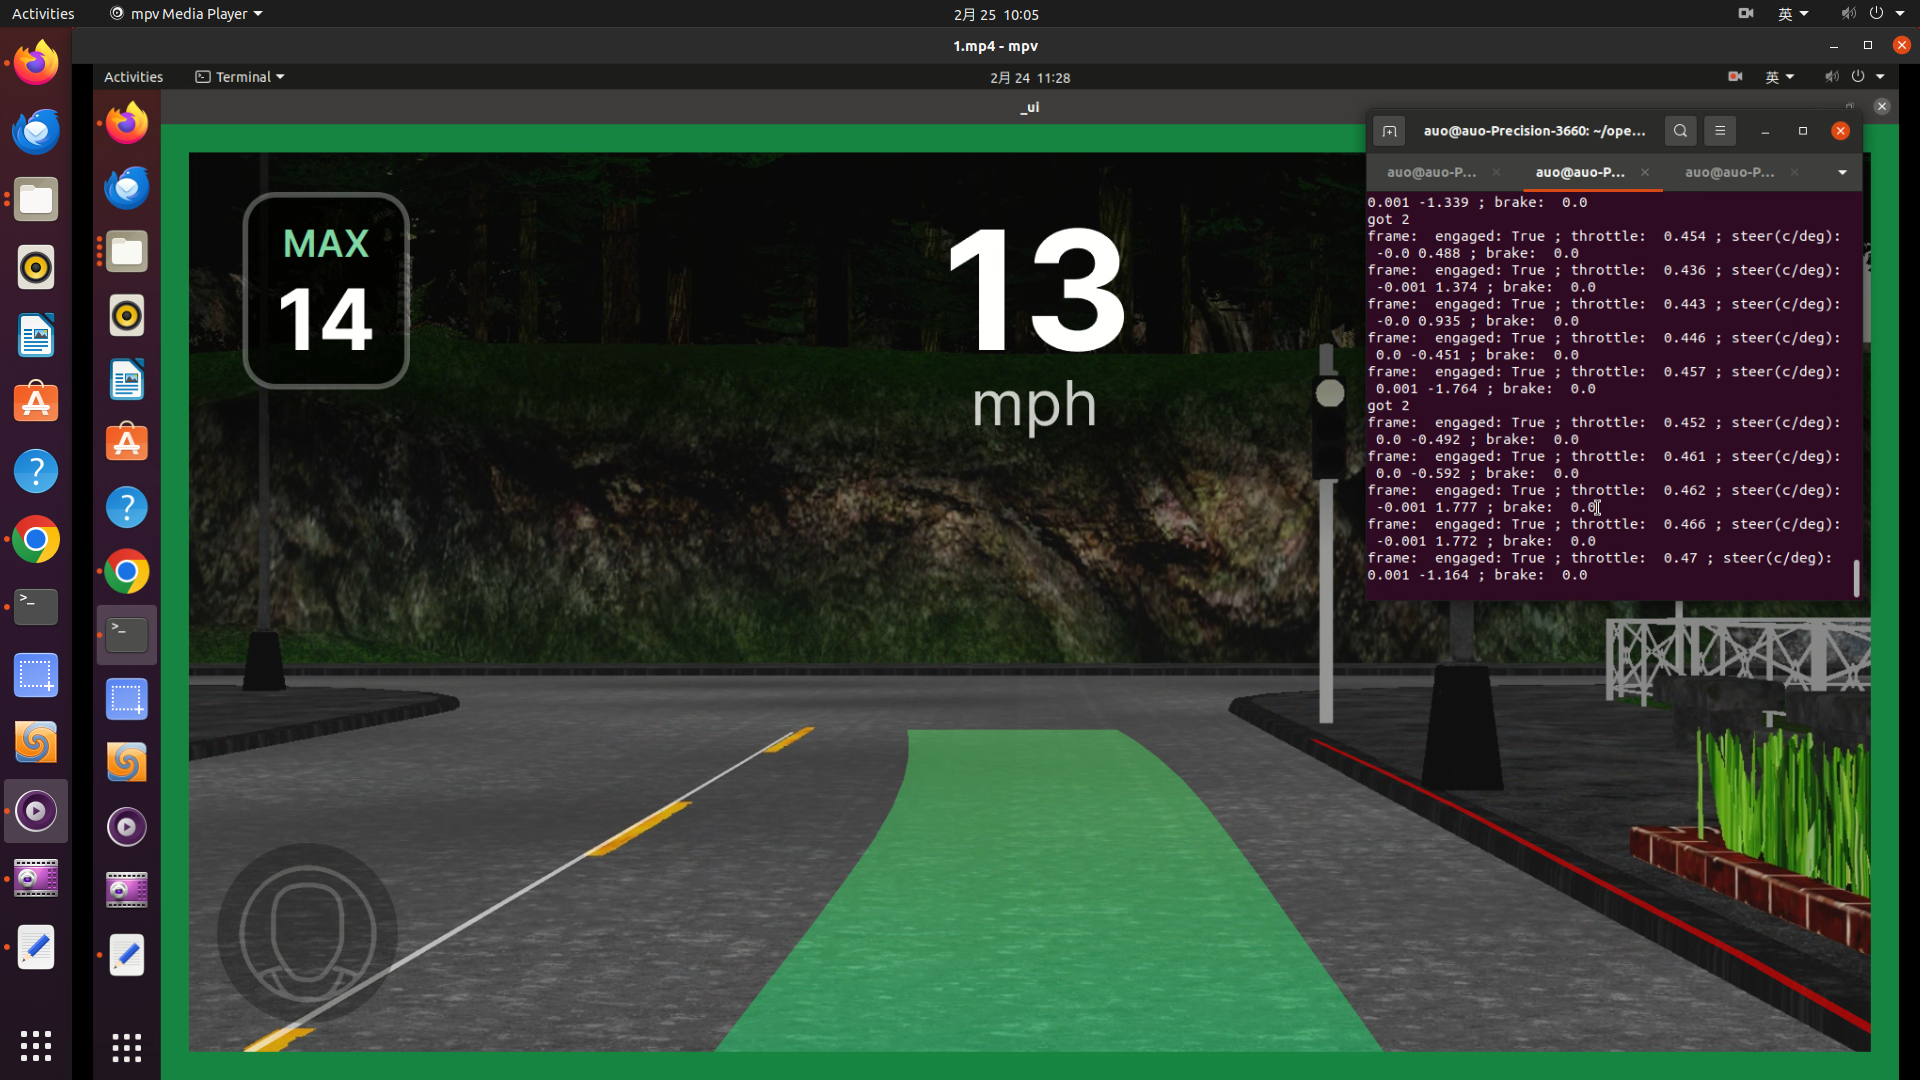 Activities
mpv Media Player
2月 25 10:05
英
1.mp4 - mpv
Activities
Terminal
2月 24 11:28
英
_ui
auo@auo-Precision-3660: ~/ope...
auo@auo-P...
auo@auo-P...
auo@auo-P...
0.001 -1.339 ; brake:  0.0
got 2
frame:  engaged: True ; throttle:  0.454 ; steer(c/deg):
 -0.0 0.488 ; brake:  0.0
frame:  engaged: True ; throttle:  0.436 ; steer(c/deg):
 -0.001 1.374 ; brake:  0.0
frame:  engaged: True ; throttle:  0.443 ; steer(c/deg):
 -0.0 0.935 ; brake:  0.0
frame:  engaged: True ; throttle:  0.446 ; steer(c/deg):
 0.0 -0.451 ; brake:  0.0
frame:  engaged: True ; throttle:  0.457 ; steer(c/deg):
 0.001 -1.764 ; brake:  0.0
got 2
frame:  engaged: True ; throttle:  0.452 ; steer(c/deg):
 0.0 -0.492 ; brake:  0.0
frame:  engaged: True ; throttle:  0.461 ; steer(c/deg):
 0.0 -0.592 ; brake:  0.0
frame:  engaged: True ; throttle:  0.462 ; steer(c/deg):
 -0.001 1.777 ; brake:  0.0
frame:  engaged: True ; throttle:  0.466 ; steer(c/deg):
 -0.001 1.772 ; brake:  0.0
frame:  engaged: True ; throttle:  0.47 ; steer(c/deg):
0.001 -1.164 ; brake:  0.0
MAX
14
13
mph